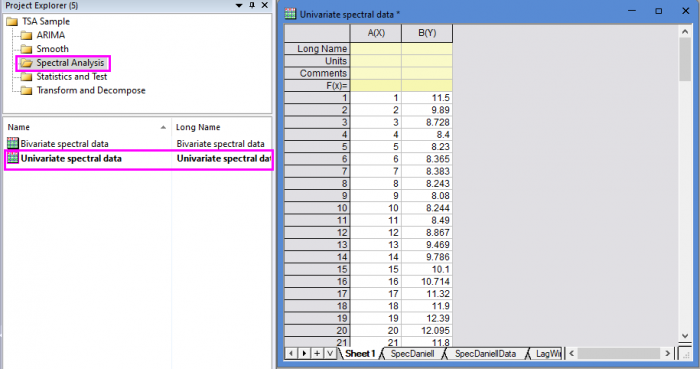 Project Explorer (5)
TSA Sample
ARIMA
Smooth
Spectral Analysis
Statistics and Test
Transform and Decompose
Name Long Name
Bivariate spectral data Bivariate spectral data
Univariate spectral data Univariate spectral dat
Univariate spectral data *
A(X) B(Y)
Long Name
Units
Comments
F(x)=
1 1 11.5
2 2 9.89
3 3 8.728
4 4 8.4
5 5 8.23
6 6 8.365
7 7 8.383
8 8 8.243
9 9 8.08
10 10 8.244
11 11 8.49
12 12 8.867
13 13 9.469
14 14 9.786
15 15 10.1
16 16 10.714
17 17 11.32
18 18 11.9
19 19 12.39
20 20 12.095
21 21 11.8
Sheet1 SpecDaniell SpecDaniellData LagWi